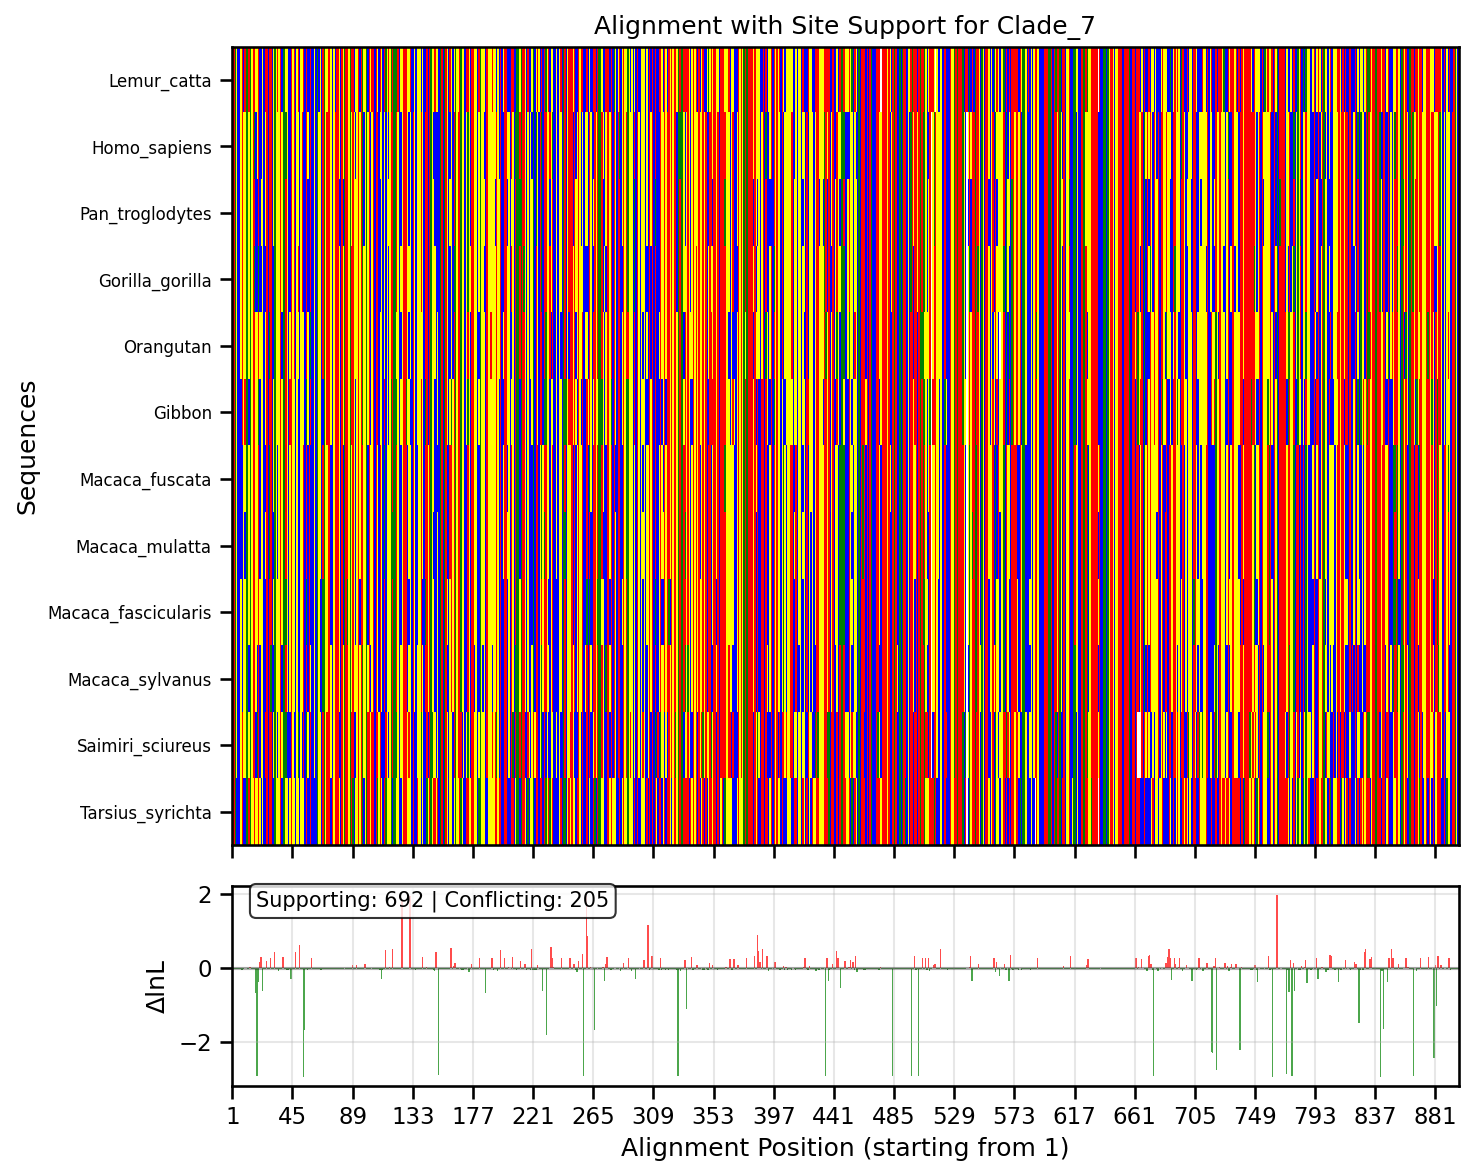 Alignment with Site Support for Clade_7
Sequences
Lemur_catta
Homo_sapiens
Pan_troglodytes
Gorilla_gorilla
Orangutan
Gibbon
Macaca_fuscata
Macaca_mulatta
Macaca_fascicularis
Macaca_sylvanus
Saimiri_sciureus
Tarsius_syrichta
Supporting: 692 | Conflicting: 205
ΔlnL
2
0
−2
1 45 89 133 177 221 265 309 353 397 441 485 529 573 617 661 705 749 793 837 881
Alignment Position (starting from 1)